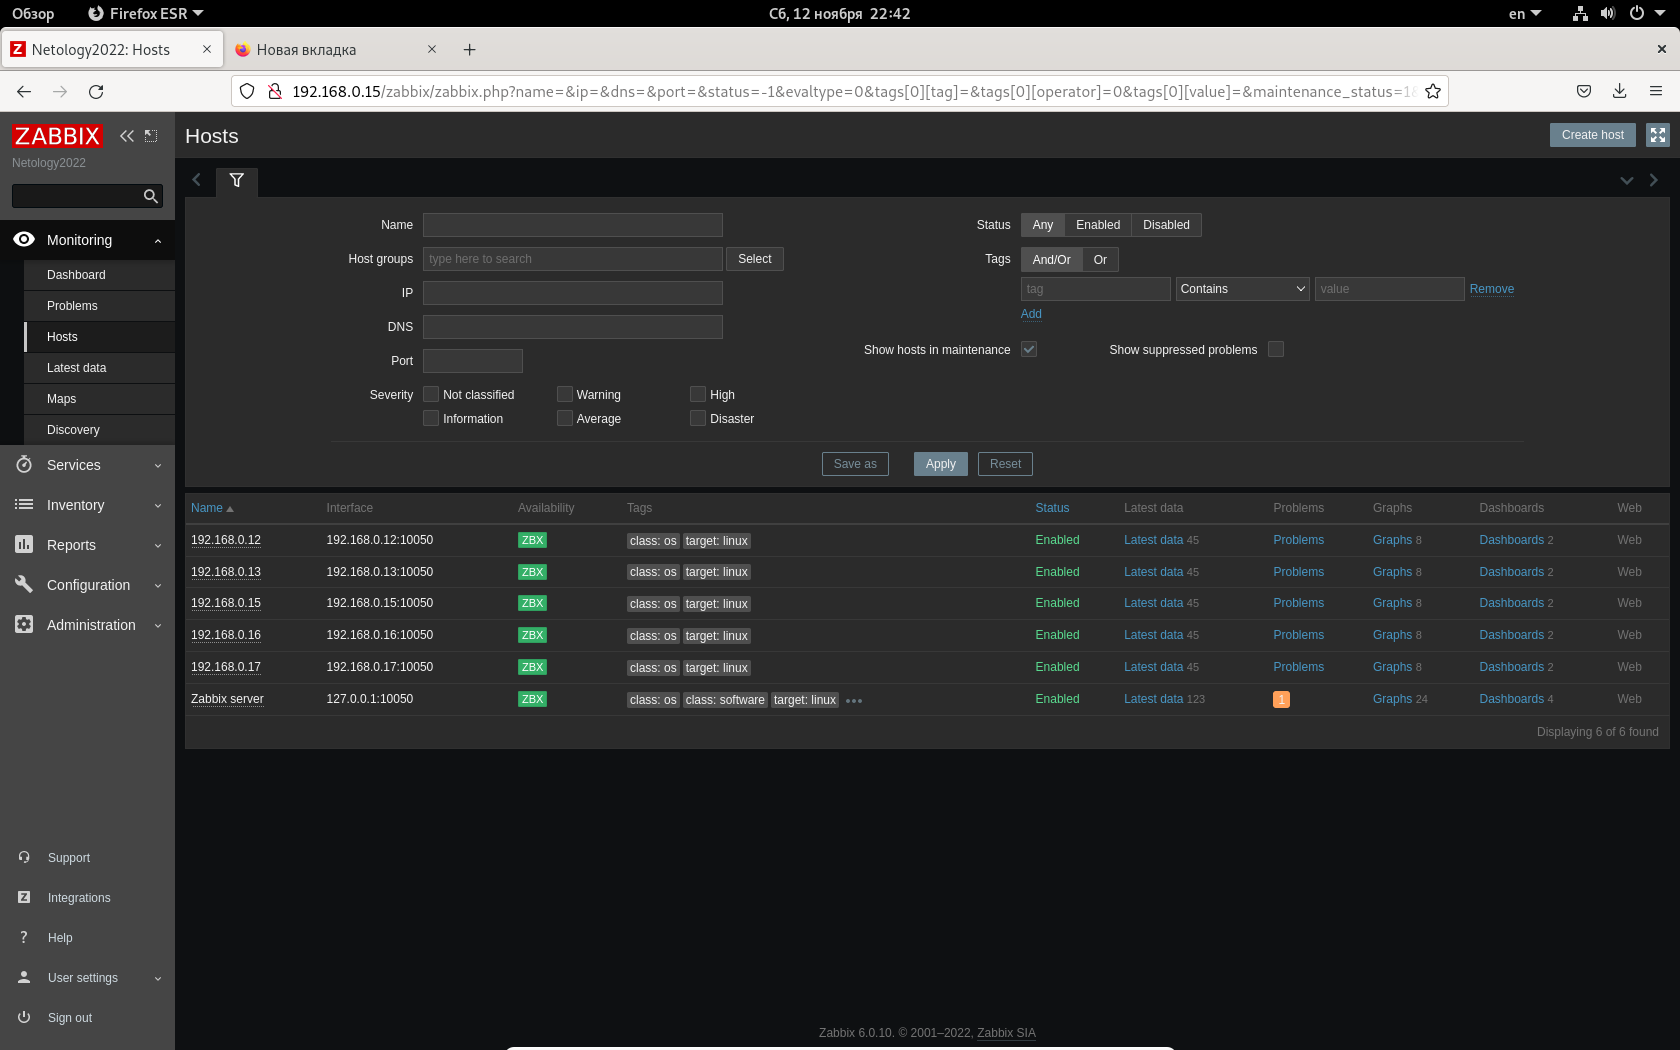 Обзор Firefox ESR Сб, 12 ноября 22:42 en
Netology2022: Hosts Новая вкладка
192.168.0.15/zabbix/zabbix.php?name=&ip=&dns=&port=&status=-1&evaltype=0&tags[0][tag]=&tags[0][operator]=0&tags[0][value]=&maintenance_status=1
ZABBIX
Netology2022
Monitoring
Dashboard
Problems
Hosts
Latest data
Maps
Discovery
Services
Inventory
Reports
Configuration
Administration
Support
Integrations
Help
User settings
Sign out
Hosts Create host
Name
Host groups type here to search Select
IP
DNS
Port
Severity Not classified Warning High
Information Average Disaster
Status Any Enabled Disabled
Tags And/Or Or
tag Contains value Remove
Add
Show hosts in maintenance Show suppressed problems
Save as Apply Reset
Name Interface Availability Tags Status Latest data Problems Graphs Dashboards Web
192.168.0.12 192.168.0.12:10050 ZBX class: os target: linux Enabled Latest data 45 Problems Graphs 8 Dashboards 2 Web
192.168.0.13 192.168.0.13:10050 ZBX class: os target: linux Enabled Latest data 45 Problems Graphs 8 Dashboards 2 Web
192.168.0.15 192.168.0.15:10050 ZBX class: os target: linux Enabled Latest data 45 Problems Graphs 8 Dashboards 2 Web
192.168.0.16 192.168.0.16:10050 ZBX class: os target: linux Enabled Latest data 45 Problems Graphs 8 Dashboards 2 Web
192.168.0.17 192.168.0.17:10050 ZBX class: os target: linux Enabled Latest data 45 Problems Graphs 8 Dashboards 2 Web
Zabbix server 127.0.0.1:10050 ZBX class: os class: software target: linux ••• Enabled Latest data 123 1 Graphs 24 Dashboards 4 Web
Displaying 6 of 6 found
Zabbix 6.0.10. © 2001–2022, Zabbix SIA